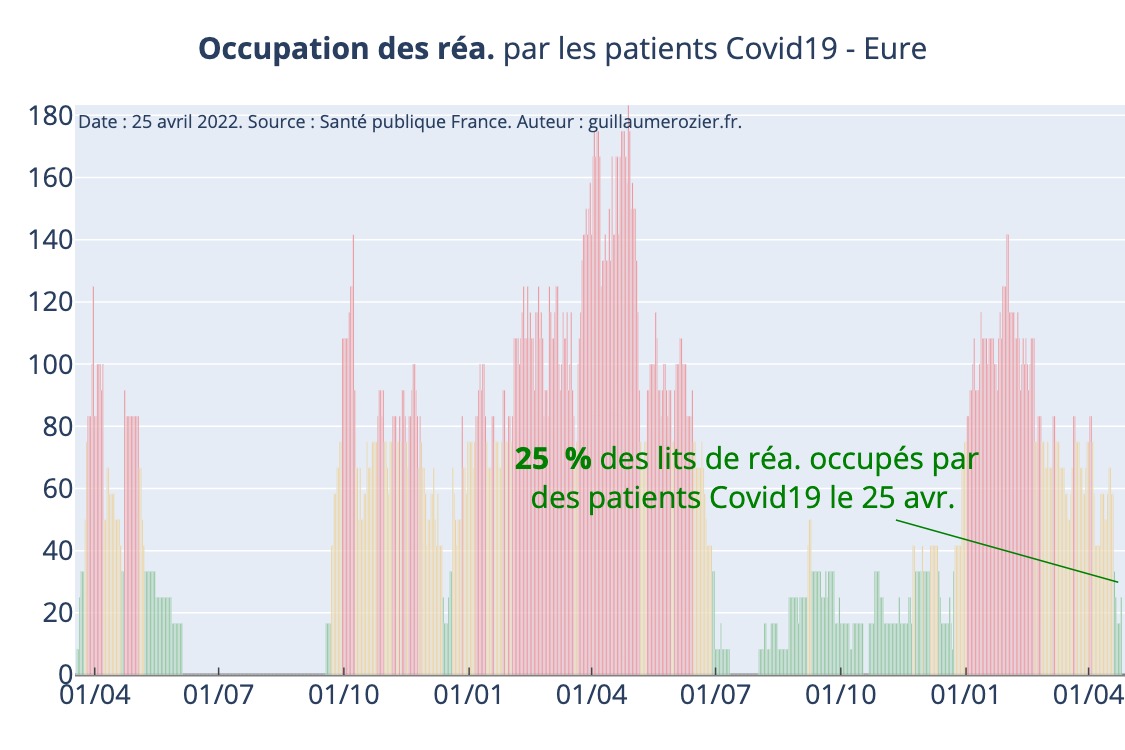 Occupation des réa. par les patients Covid19 - Eure
180
Date : 25 avril 2022. Source : Santé publique France. Auteur : guillaumerozier.fr.
160
140
120
100
80
25  % des lits de réa. occupés par
60
des patients Covid19 le 25 avr.
40
20
0
01/04 01/07 01/10 01/01 01/04 01/07 01/10 01/01 01/04